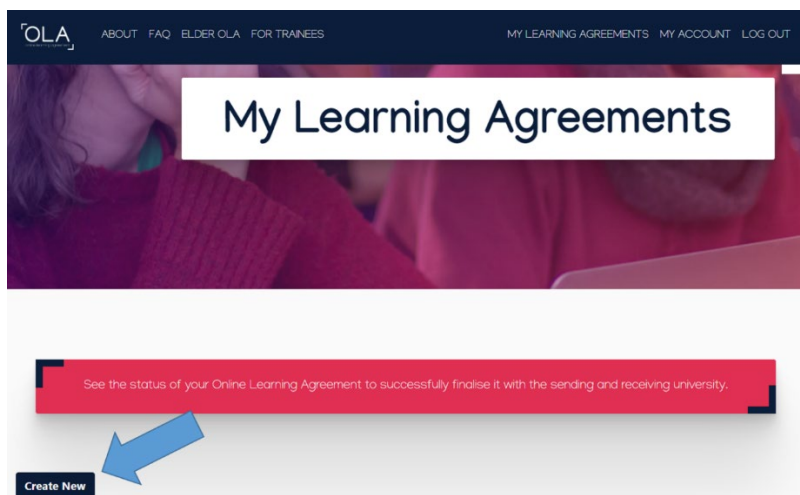 OLA
ABOUT FAQ ELDER OLA FOR TRAINEES MY LEARNING AGREEMENTS MY ACCOUNT LOG OUT
My Learning Agreements
See the status of your Online Learning Agreement to successfully finalise it with the sending and receiving university.
Create New